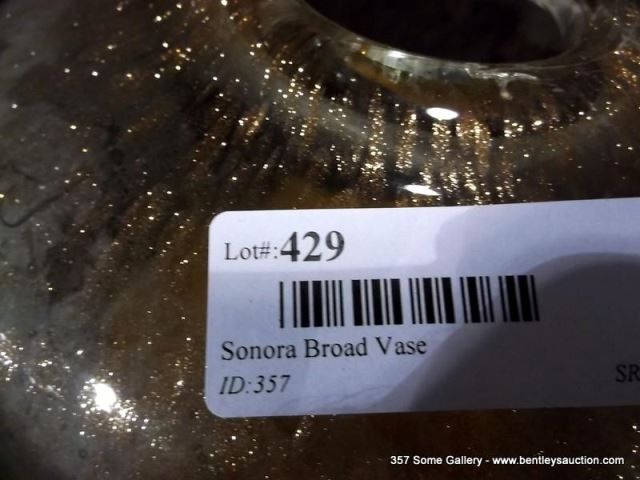 Lot#:429
Sonora Broad Vase
ID:357
SR
357 Some Gallery - www.bentleysauction.com